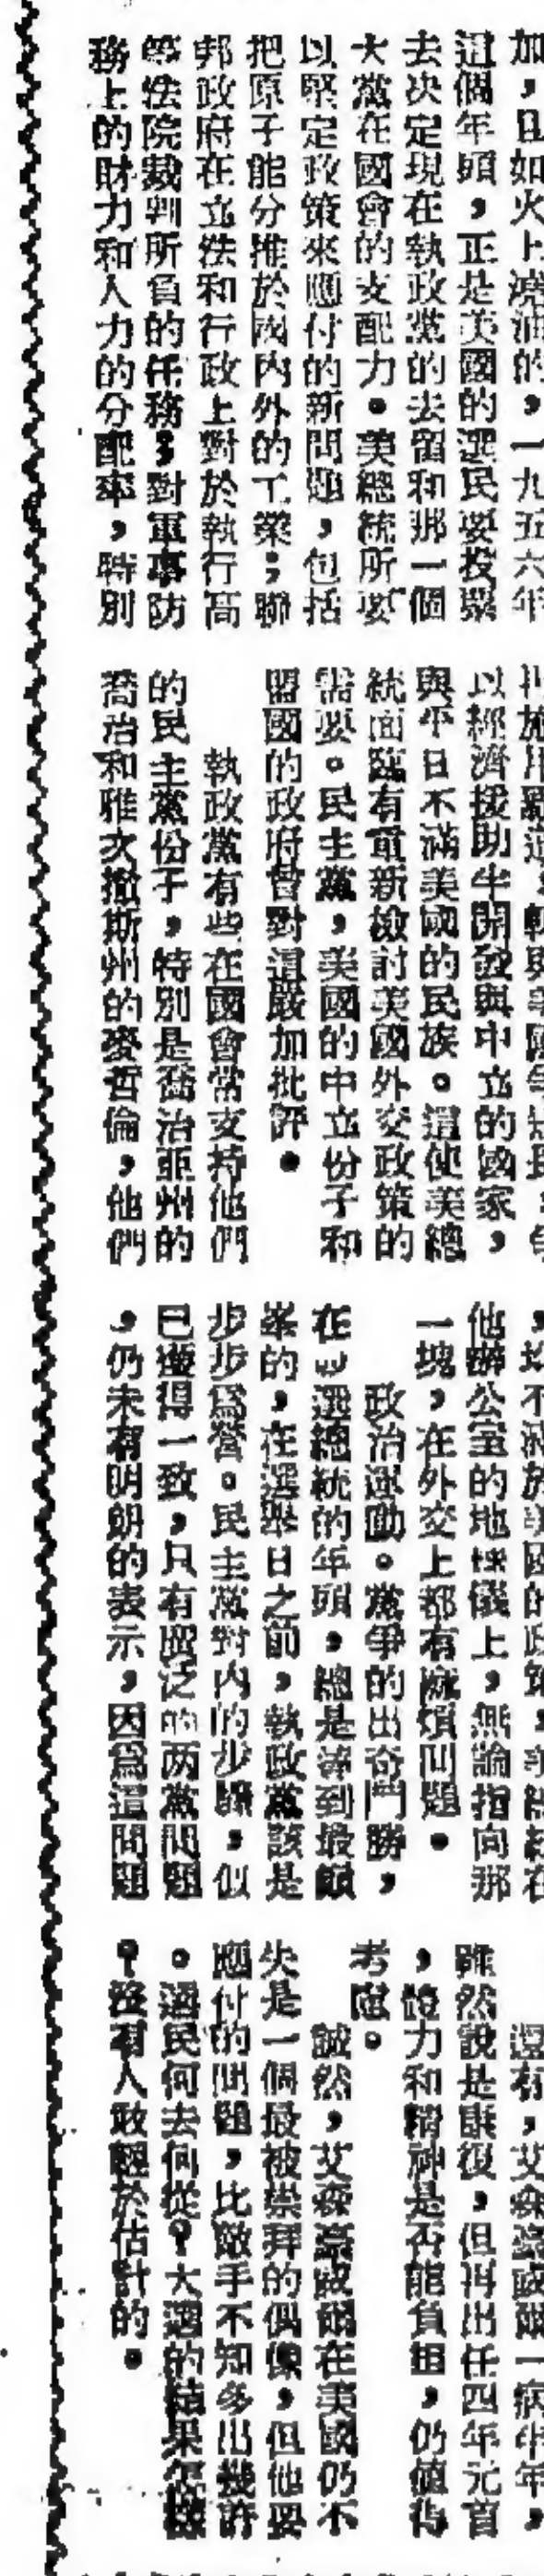 加，且如火上澆油的，一九五六年
這個年頭，正是美國的選民要投票
去決定現在執政黨的去留和那一個
大黨在國會的支配力。美總統所要
以堅定政策來應付的新問題，包括
把原子能分推於國內外的工業；聯
邦政府在立法和行政上對於執行高
等法院裁判所負的任務；對軍事防
務上的財力和人力的分配率，特別
以經濟援助半開發與中立的國家，
與平日不滿美國的民族。這使美總
統面臨有重新檢討美國外交政策的
需要。民主黨，美國的中立份子和
盟國的政府曾對這嚴加批評。
執政黨有些在國會常支持他們
的民主黨份子，特別是喬治亞州的
喬治和雅次撒斯州的麥哲倫，他們
他辦公室的地球儀上，無論指向那
一塊，在外交上都有麻煩問題。
政治運動。黨爭的出奇鬥勝，
在 選總統的年頭，總是達到最
峯的，在選舉日之前，執政黨該是
步步為營。民主黨對內的步驟，似
已獲得一致，只有 泛的两黨問題
，仍未有明朗的表示，因為這問題
還有，艾森豪威爾一病半年，
雖然說是康復，但再出任四年元首
，體力和精神是否能負担，仍值得
考慮。
誠然，艾森豪威爾在美國仍不
失是一個最被崇拜的偶像，但他要
應付的問題，比敵手不知多出幾許
。選民何去何從？大選的結果怎樣
？沒有人敢輕於估計的。